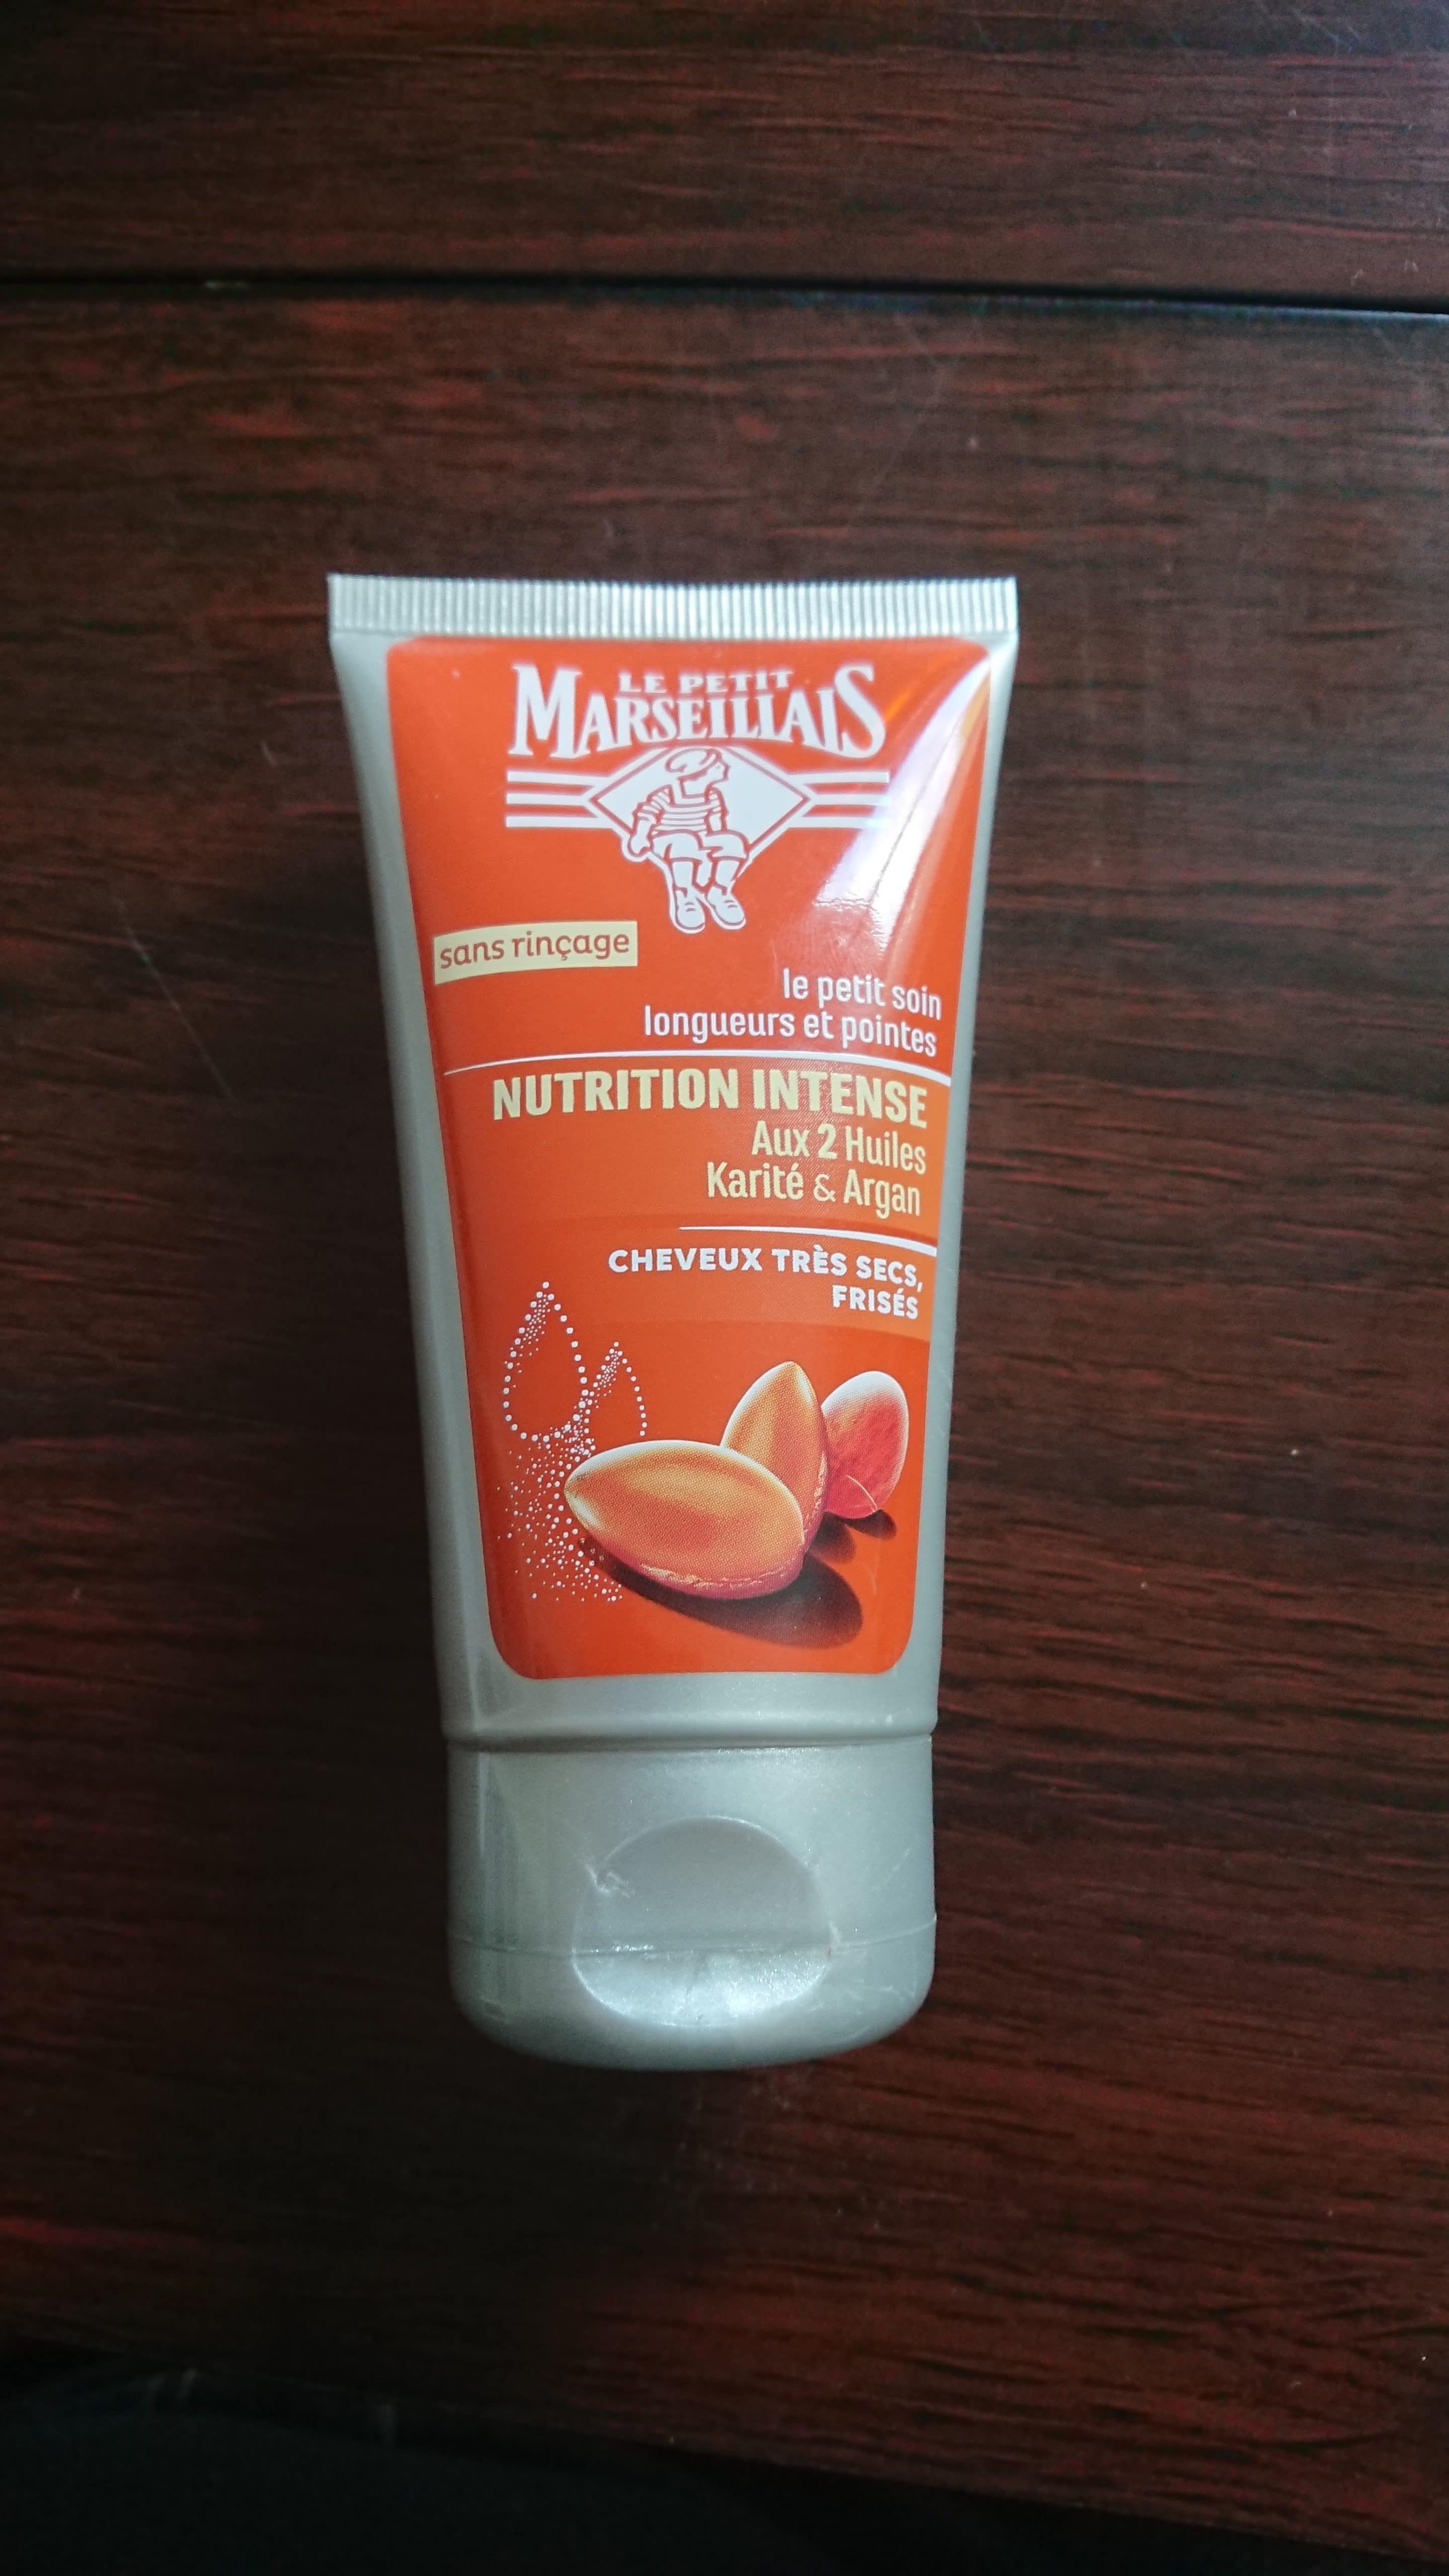 LE PETIT
MARSEILLAIS
sans rinçage
le petit soin
longueurs et pointes
NUTRITION INTENSE
Aux 2 Huiles
Karité & Argan
CHEVEUX TRÈS SECS,
FRISÉS